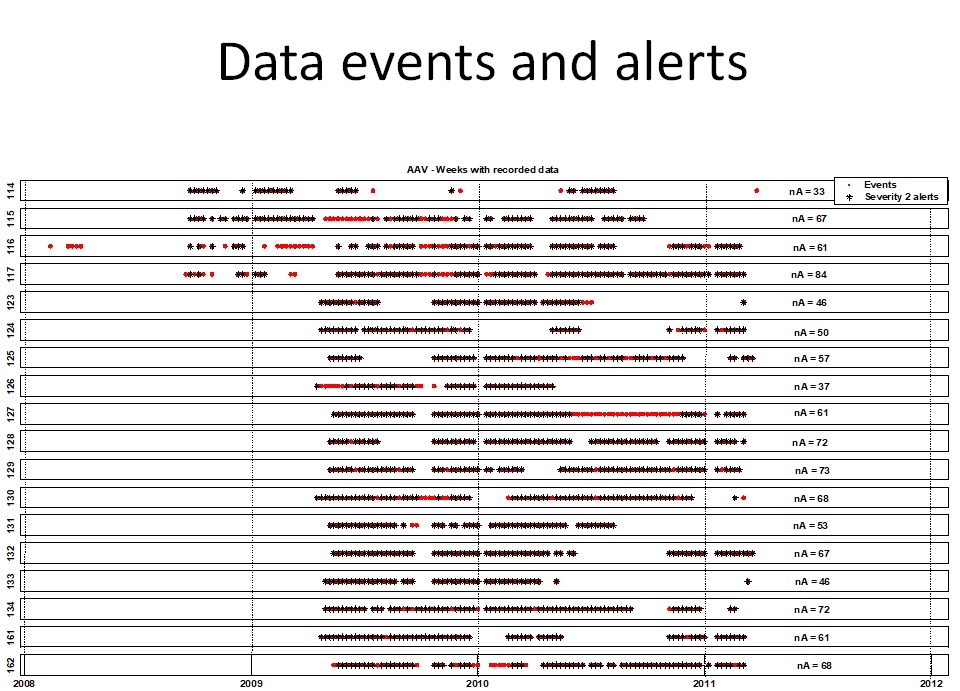 Data events and alerts
AAV - Weeks with recorded data
Events
Severity 2 alerts
114 nA = 33
115 nA = 67
116 nA = 61
117 nA = 84
123 nA = 46
124 nA = 50
125 nA = 57
126 nA = 37
127 nA = 61
128 nA = 72
129 nA = 73
130 nA = 68
131 nA = 53
132 nA = 67
133 nA = 46
134 nA = 72
161 nA = 61
162 nA = 68
2008 2009 2010 2011 2012